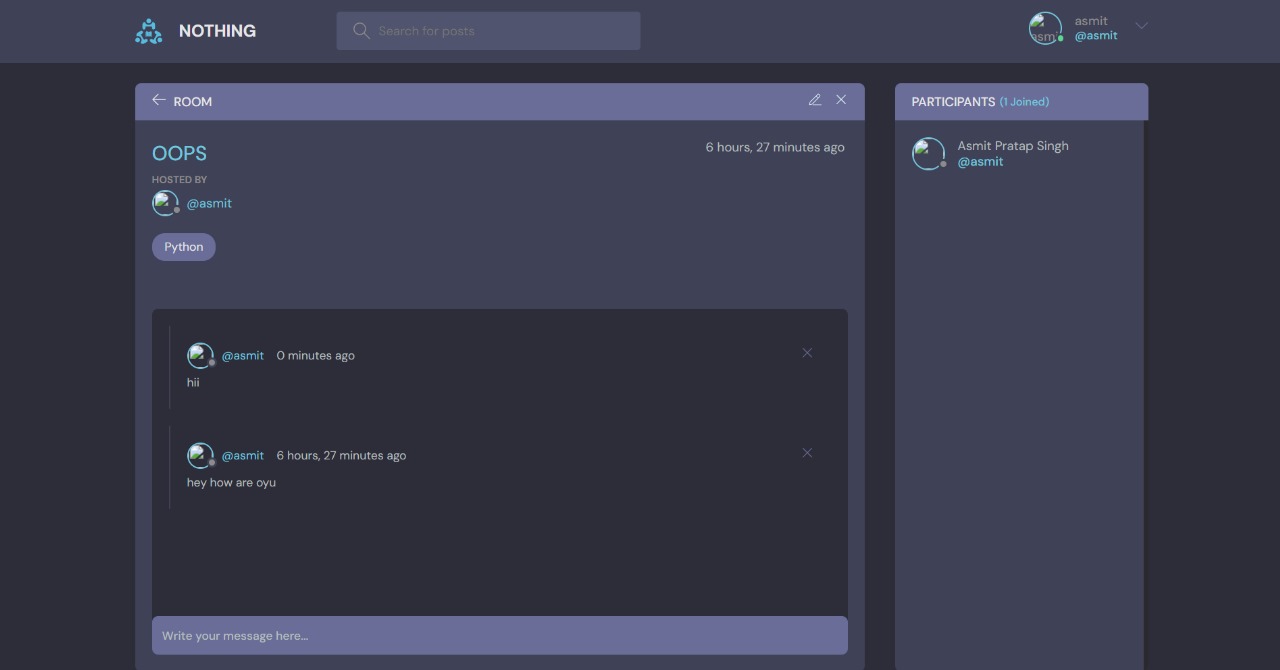 NOTHING
Search for posts
asmit
asmi
@asmit
ROOM
OOPS
6 hours, 27 minutes ago
HOSTED BY
@asmit
Python
@asmit 0 minutes ago
hii
@asmit 6 hours, 27 minutes ago
hey how are oyu
Write your message here...
PARTICIPANTS (1 Joined)
Asmit Pratap Singh
@asmit